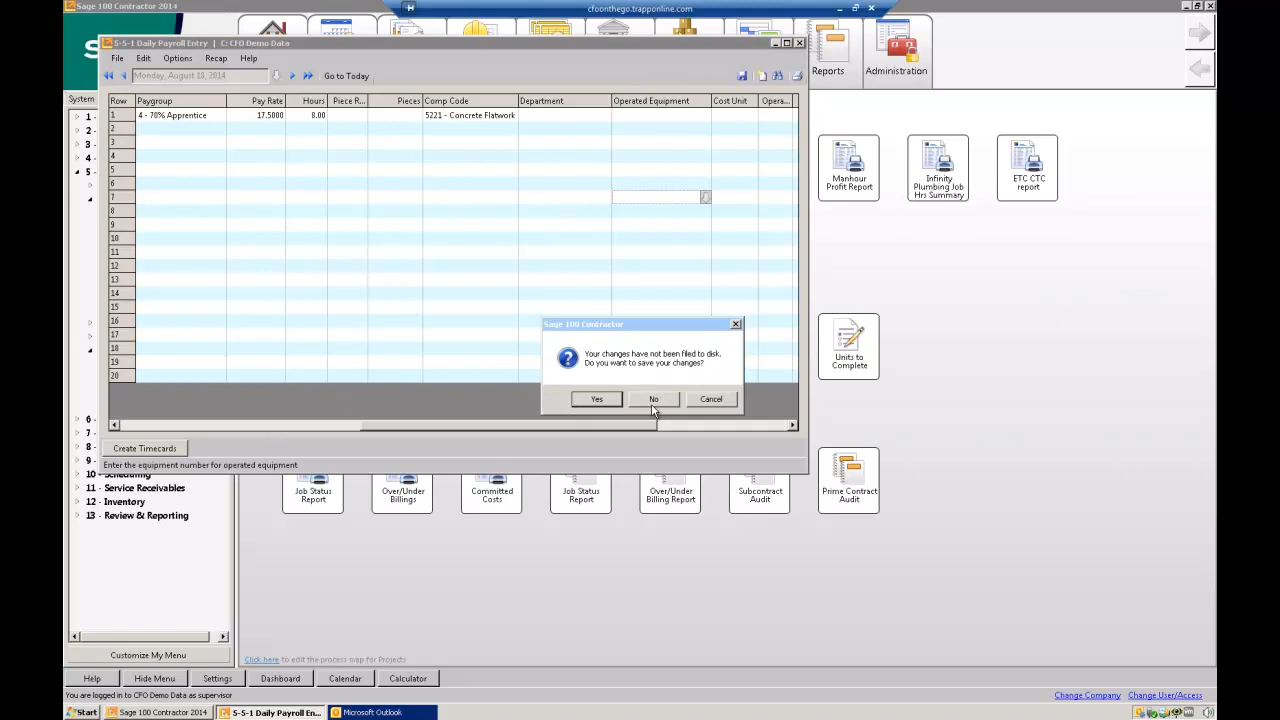 Sage 100 Contractor 2014
cfoonthego.trapponline.com
S
5-5-1 Daily Payroll Entry | C: CFO Demo Data
File Edit Options Recap Help
Monday, August 18, 2014
Go to Today
Reports
Administration
System
Row Paygroup Pay Rate Hours Piece R... Pieces Comp Code Department Operated Equipment Cost Unit Opera...
1 4 - 70% Apprentice 17.5000 8.00 5221 - Concrete Flatwork
2
3
4
5
6
7
8
9
10
11
12
13
14
15
16
17
18
19
20
1 -
2 -
3 -
4 -
5
6 -
7 -
8 -
9 -
10 - Scheduling
11 - Service Receivables
12 - Inventory
13 - Review & Reporting
Manhour
Profit Report
Infinity
Plumbing Job
Hrs Summary
ETC CTC
report
Units to
Complete
Sage 100 Contractor
Your changes have not been filed to disk.
Do you want to save your changes?
Yes
No
Cancel
Create Timecards
Enter the equipment number for operated equipment
Job Status
Report
Over/Under
Billings
Committed
Costs
Job Status
Report
Over/Under
Billing Report
Subcontract
Audit
Prime Contract
Audit
Customize My Menu
Click here to edit the process map for Projects
Help
Hide Menu
Settings
Dashboard
Calendar
Calculator
You are logged in to CFO Demo Data as supervisor
Change Company
Change User/Access
Start
Sage 100 Contractor 2014
5-5-1 Daily Payroll En...
Microsoft Outlook